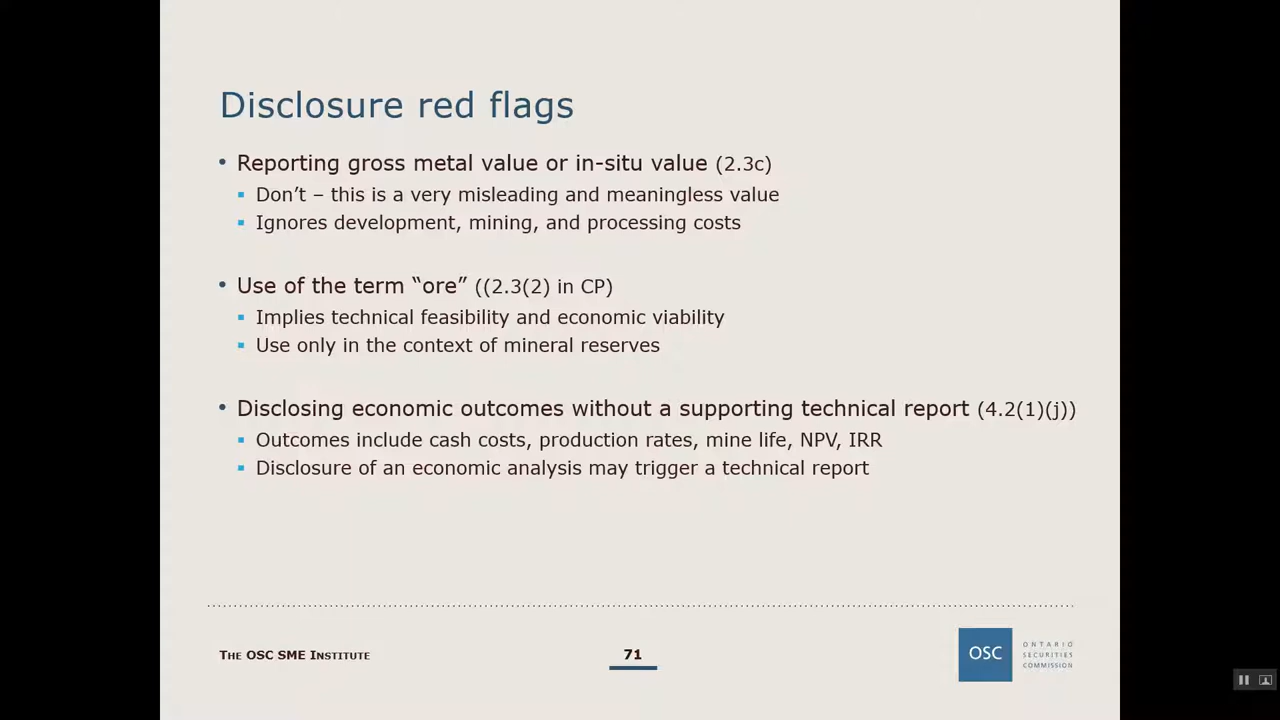 Disclosure red flags
• Reporting gross metal value or in-situ value (2.3c)
▪ Don’t – this is a very misleading and meaningless value
▪ Ignores development, mining, and processing costs
• Use of the term “ore” ((2.3(2) in CP)
▪ Implies technical feasibility and economic viability
▪ Use only in the context of mineral reserves
• Disclosing economic outcomes without a supporting technical report (4.2(1)(j))
▪ Outcomes include cash costs, production rates, mine life, NPV, IRR
▪ Disclosure of an economic analysis may trigger a technical report
THE OSC SME INSTITUTE
71
OSC
ONTARIO
SECURITIES
COMMISSION